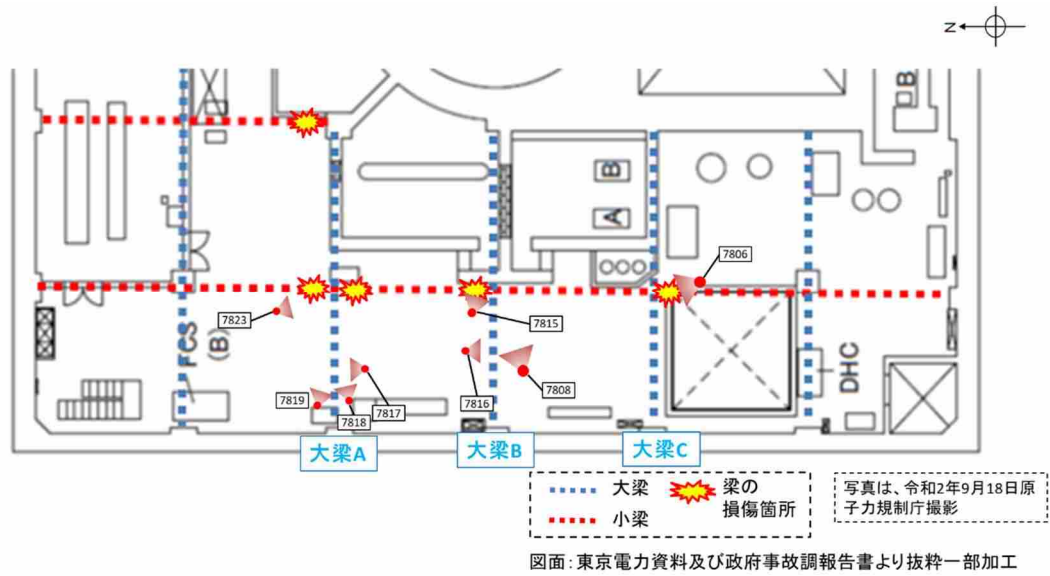 N
B
B
A
7806
7823
7815
FCS
(B)
7816
7808
DHC
7819
7818
7817
大梁A
大梁B
大梁C
大梁
小梁
梁の
損傷箇所
写真は、令和2年9月18日原
子力規制庁撮影
図面:東京電力資料及び政府事故調報告書より抜粋一部加工